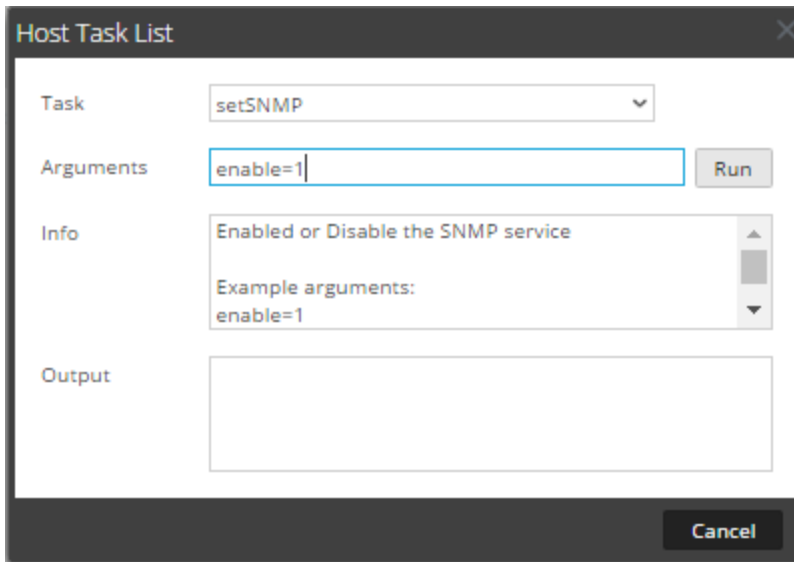 Host Task List
Task
setSNMP
Arguments
enable=1
Run
Info
Enabled or Disable the SNMP service
Example arguments:
enable=1
Output
Cancel